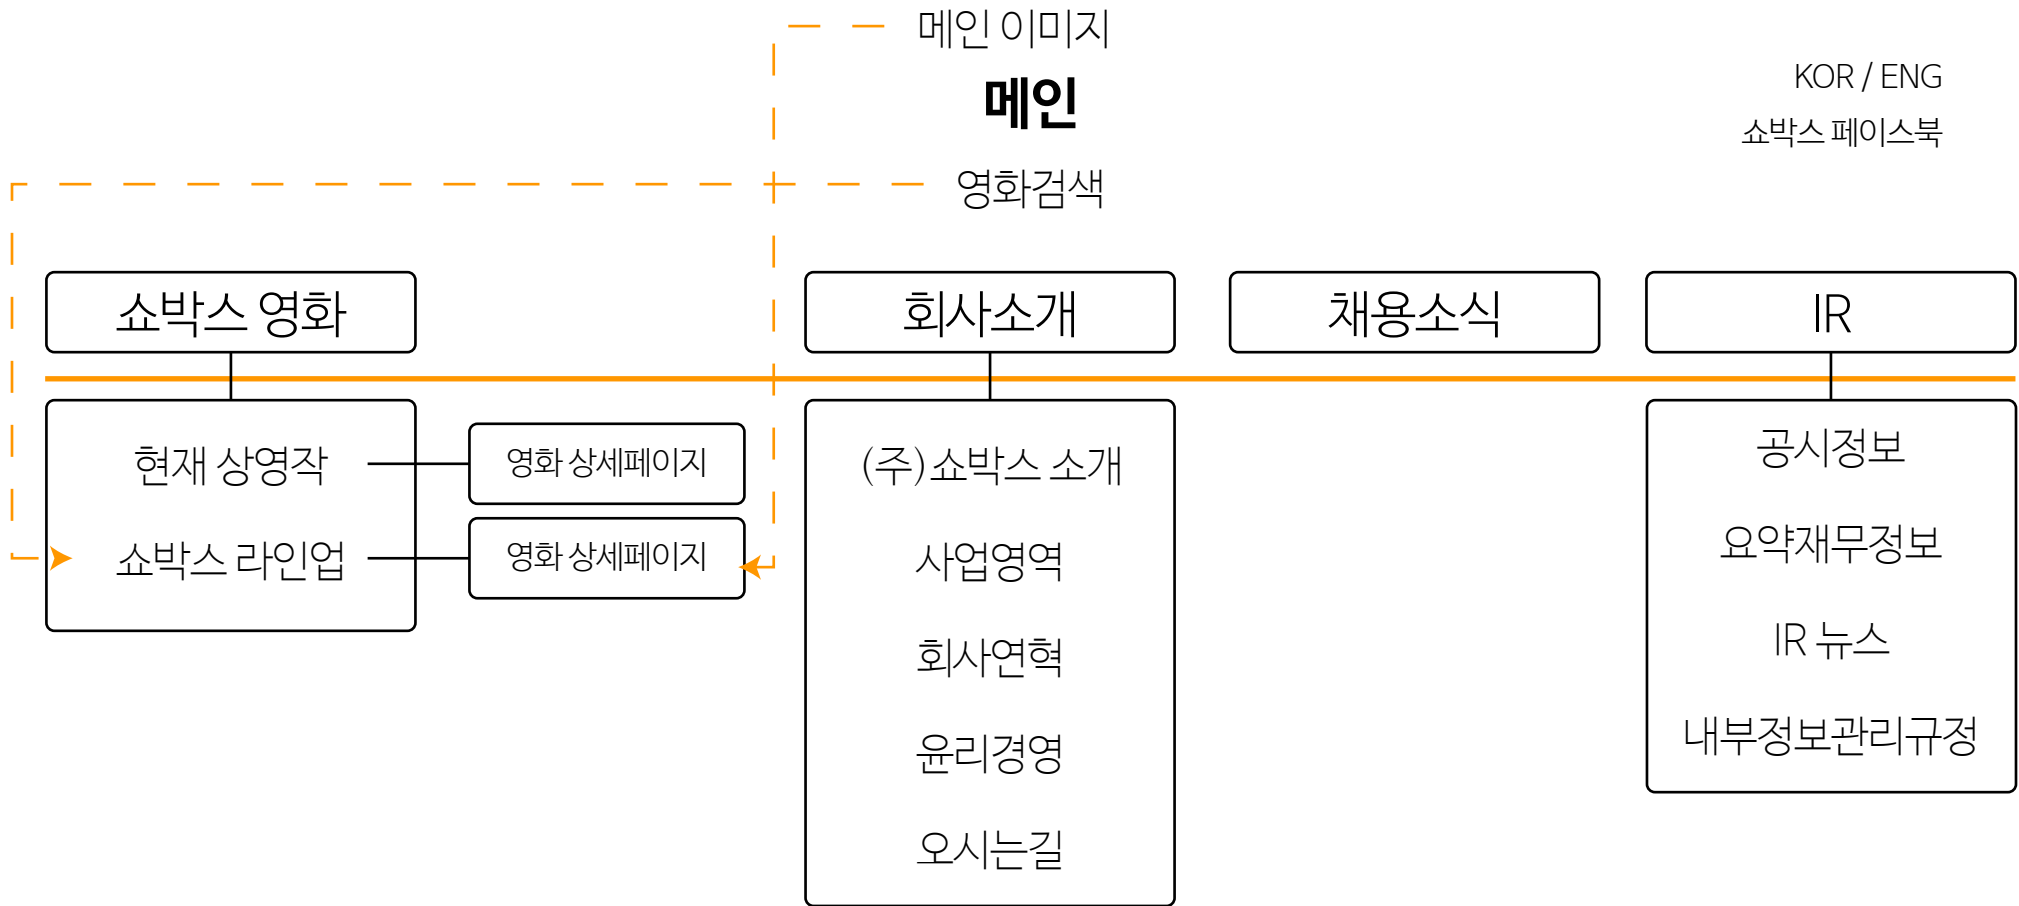 메인 이미지
메인
영화검색
KOR / ENG
쇼박스 페이스북
쇼박스 영화
회사소개
채용소식
IR
현재 상영작
영화 상세페이지
쇼박스 라인업
영화 상세페이지
(주)쇼박스 소개
사업영역
회사연혁
윤리경영
오시는길
공시정보
요약재무정보
IR 뉴스
내부정보관리규정